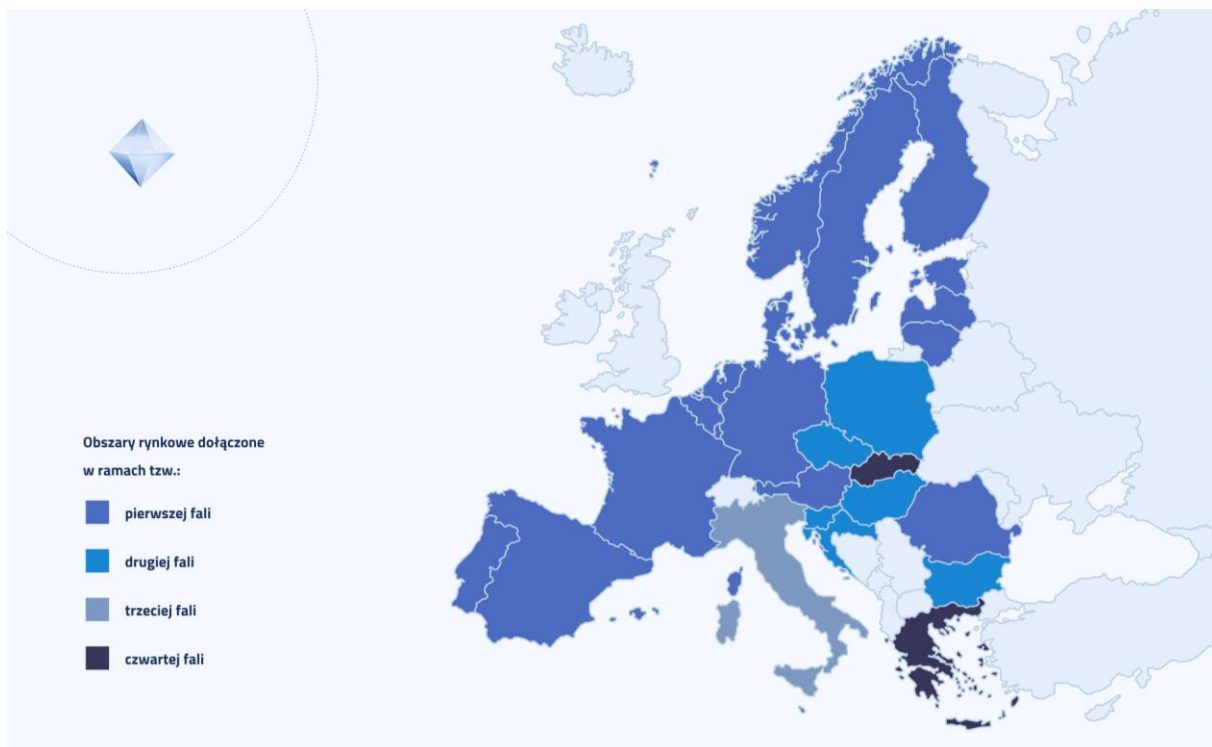 Obszary rynkowe dołączone
w ramach tzw.:
pierwszej fali
drugiej fali
trzeciej fali
czwartej fali